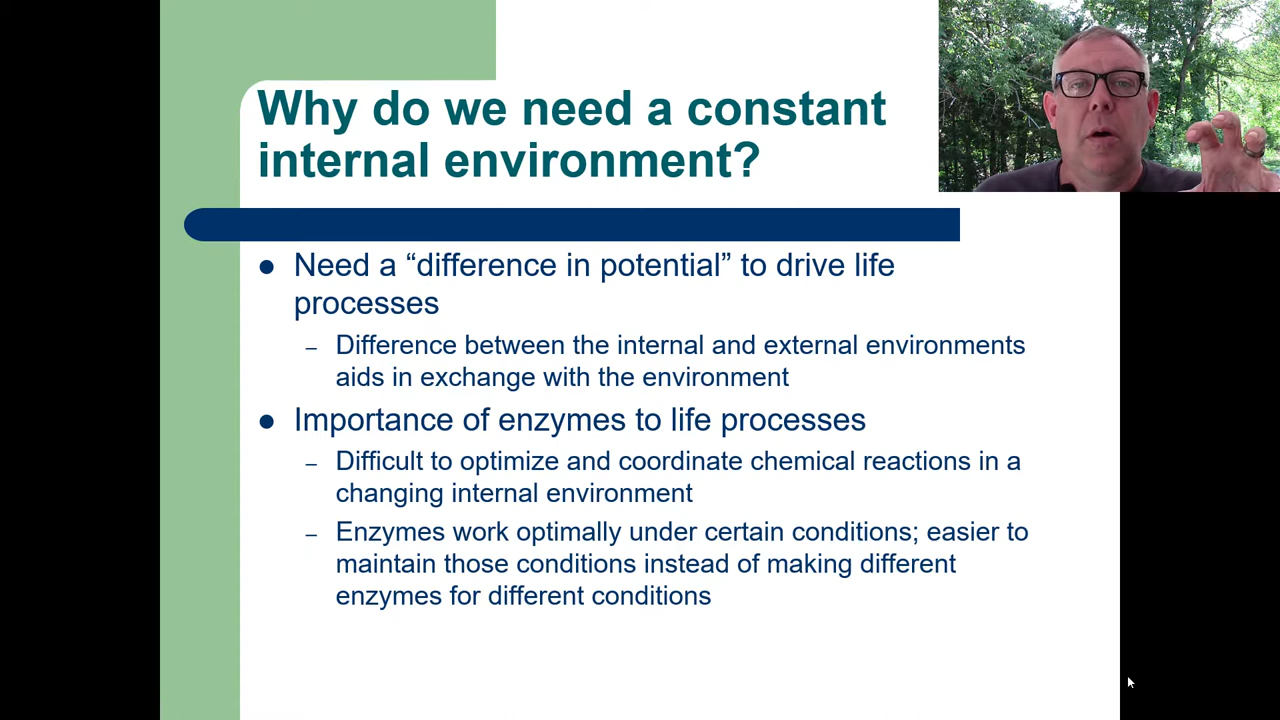 Why do we need a constant
internal environment?
● Need a “difference in potential” to drive life
processes
– Difference between the internal and external environments
aids in exchange with the environment
● Importance of enzymes to life processes
– Difficult to optimize and coordinate chemical reactions in a
changing internal environment
– Enzymes work optimally under certain conditions; easier to
maintain those conditions instead of making different
enzymes for different conditions